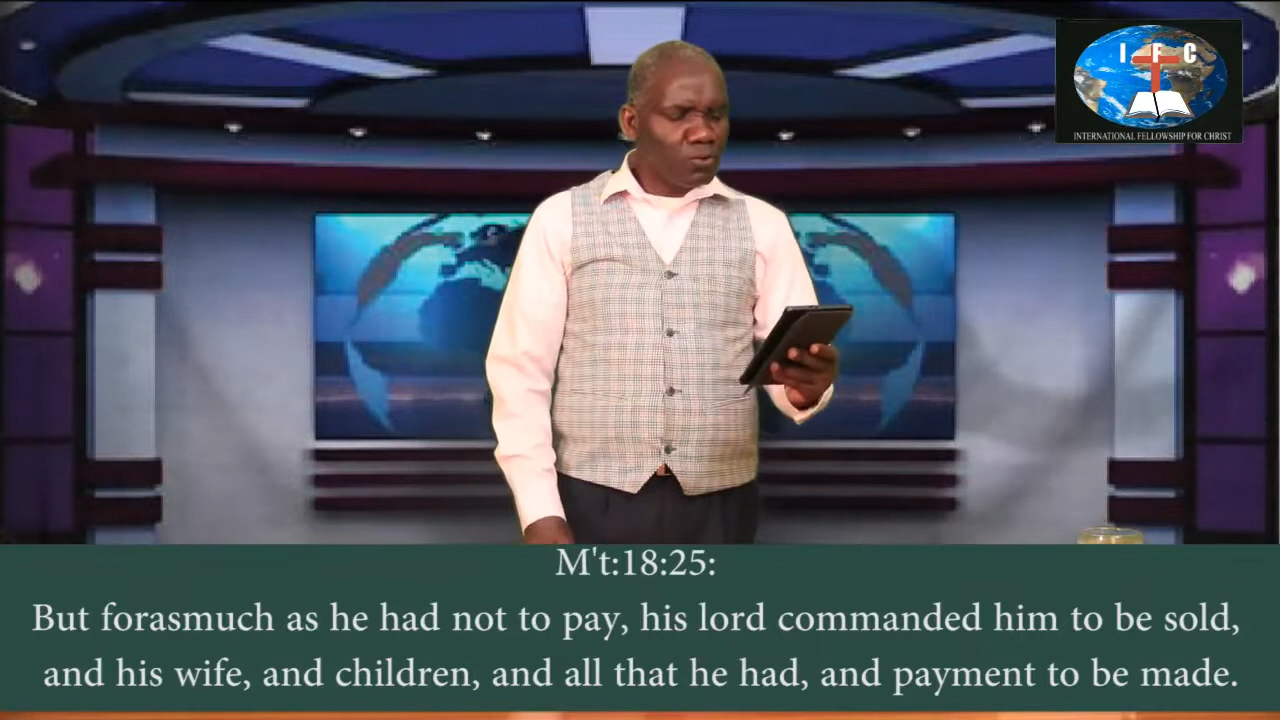 I F C
INTERNATIONAL FELLOWSHIP FOR CHRIST
M't:18:25:
But forasmuch as he had not to pay, his lord commanded him to be sold,
and his wife, and children, and all that he had, and payment to be made.